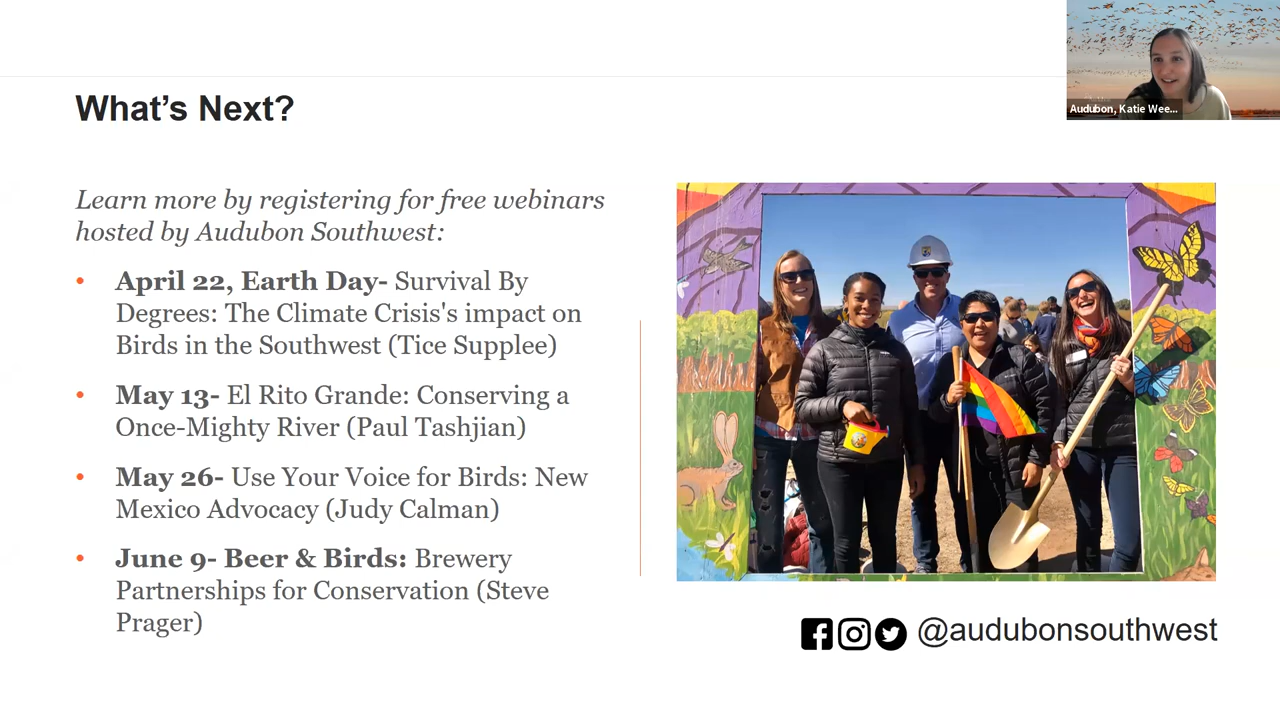 Audubon, Katie Wee...
What’s Next?
Learn more by registering for free webinars
hosted by Audubon Southwest:
• April 22, Earth Day- Survival By
Degrees: The Climate Crisis's impact on
Birds in the Southwest (Tice Supplee)
• May 13- El Rito Grande: Conserving a
Once-Mighty River (Paul Tashjian)
• May 26- Use Your Voice for Birds: New
Mexico Advocacy (Judy Calman)
• June 9- Beer & Birds: Brewery
Partnerships for Conservation (Steve
Prager)
@audubonsouthwest